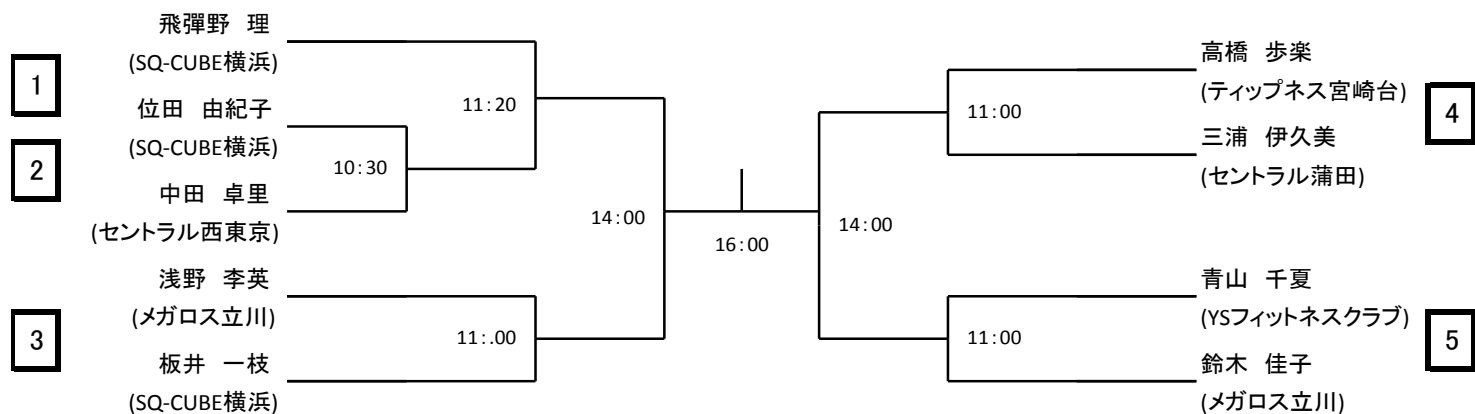 飛彈野 理
(SQ-CUBE横浜)
1
位田 由紀子
(SQ-CUBE横浜)
11:20
2
10:30
中田 卓里
(セントラル西東京)
14:00
浅野 李英
(メガロス立川)
3
11:.00
板井 一枝
(SQ-CUBE横浜)
16:00
高橋 歩楽
(ティップネス宮崎台)
11:00
4
三浦 伊久美
(セントラル蒲田)
14:00
青山 千夏
(YSフィットネスクラブ)
11:00
5
鈴木 佳子
(メガロス立川)